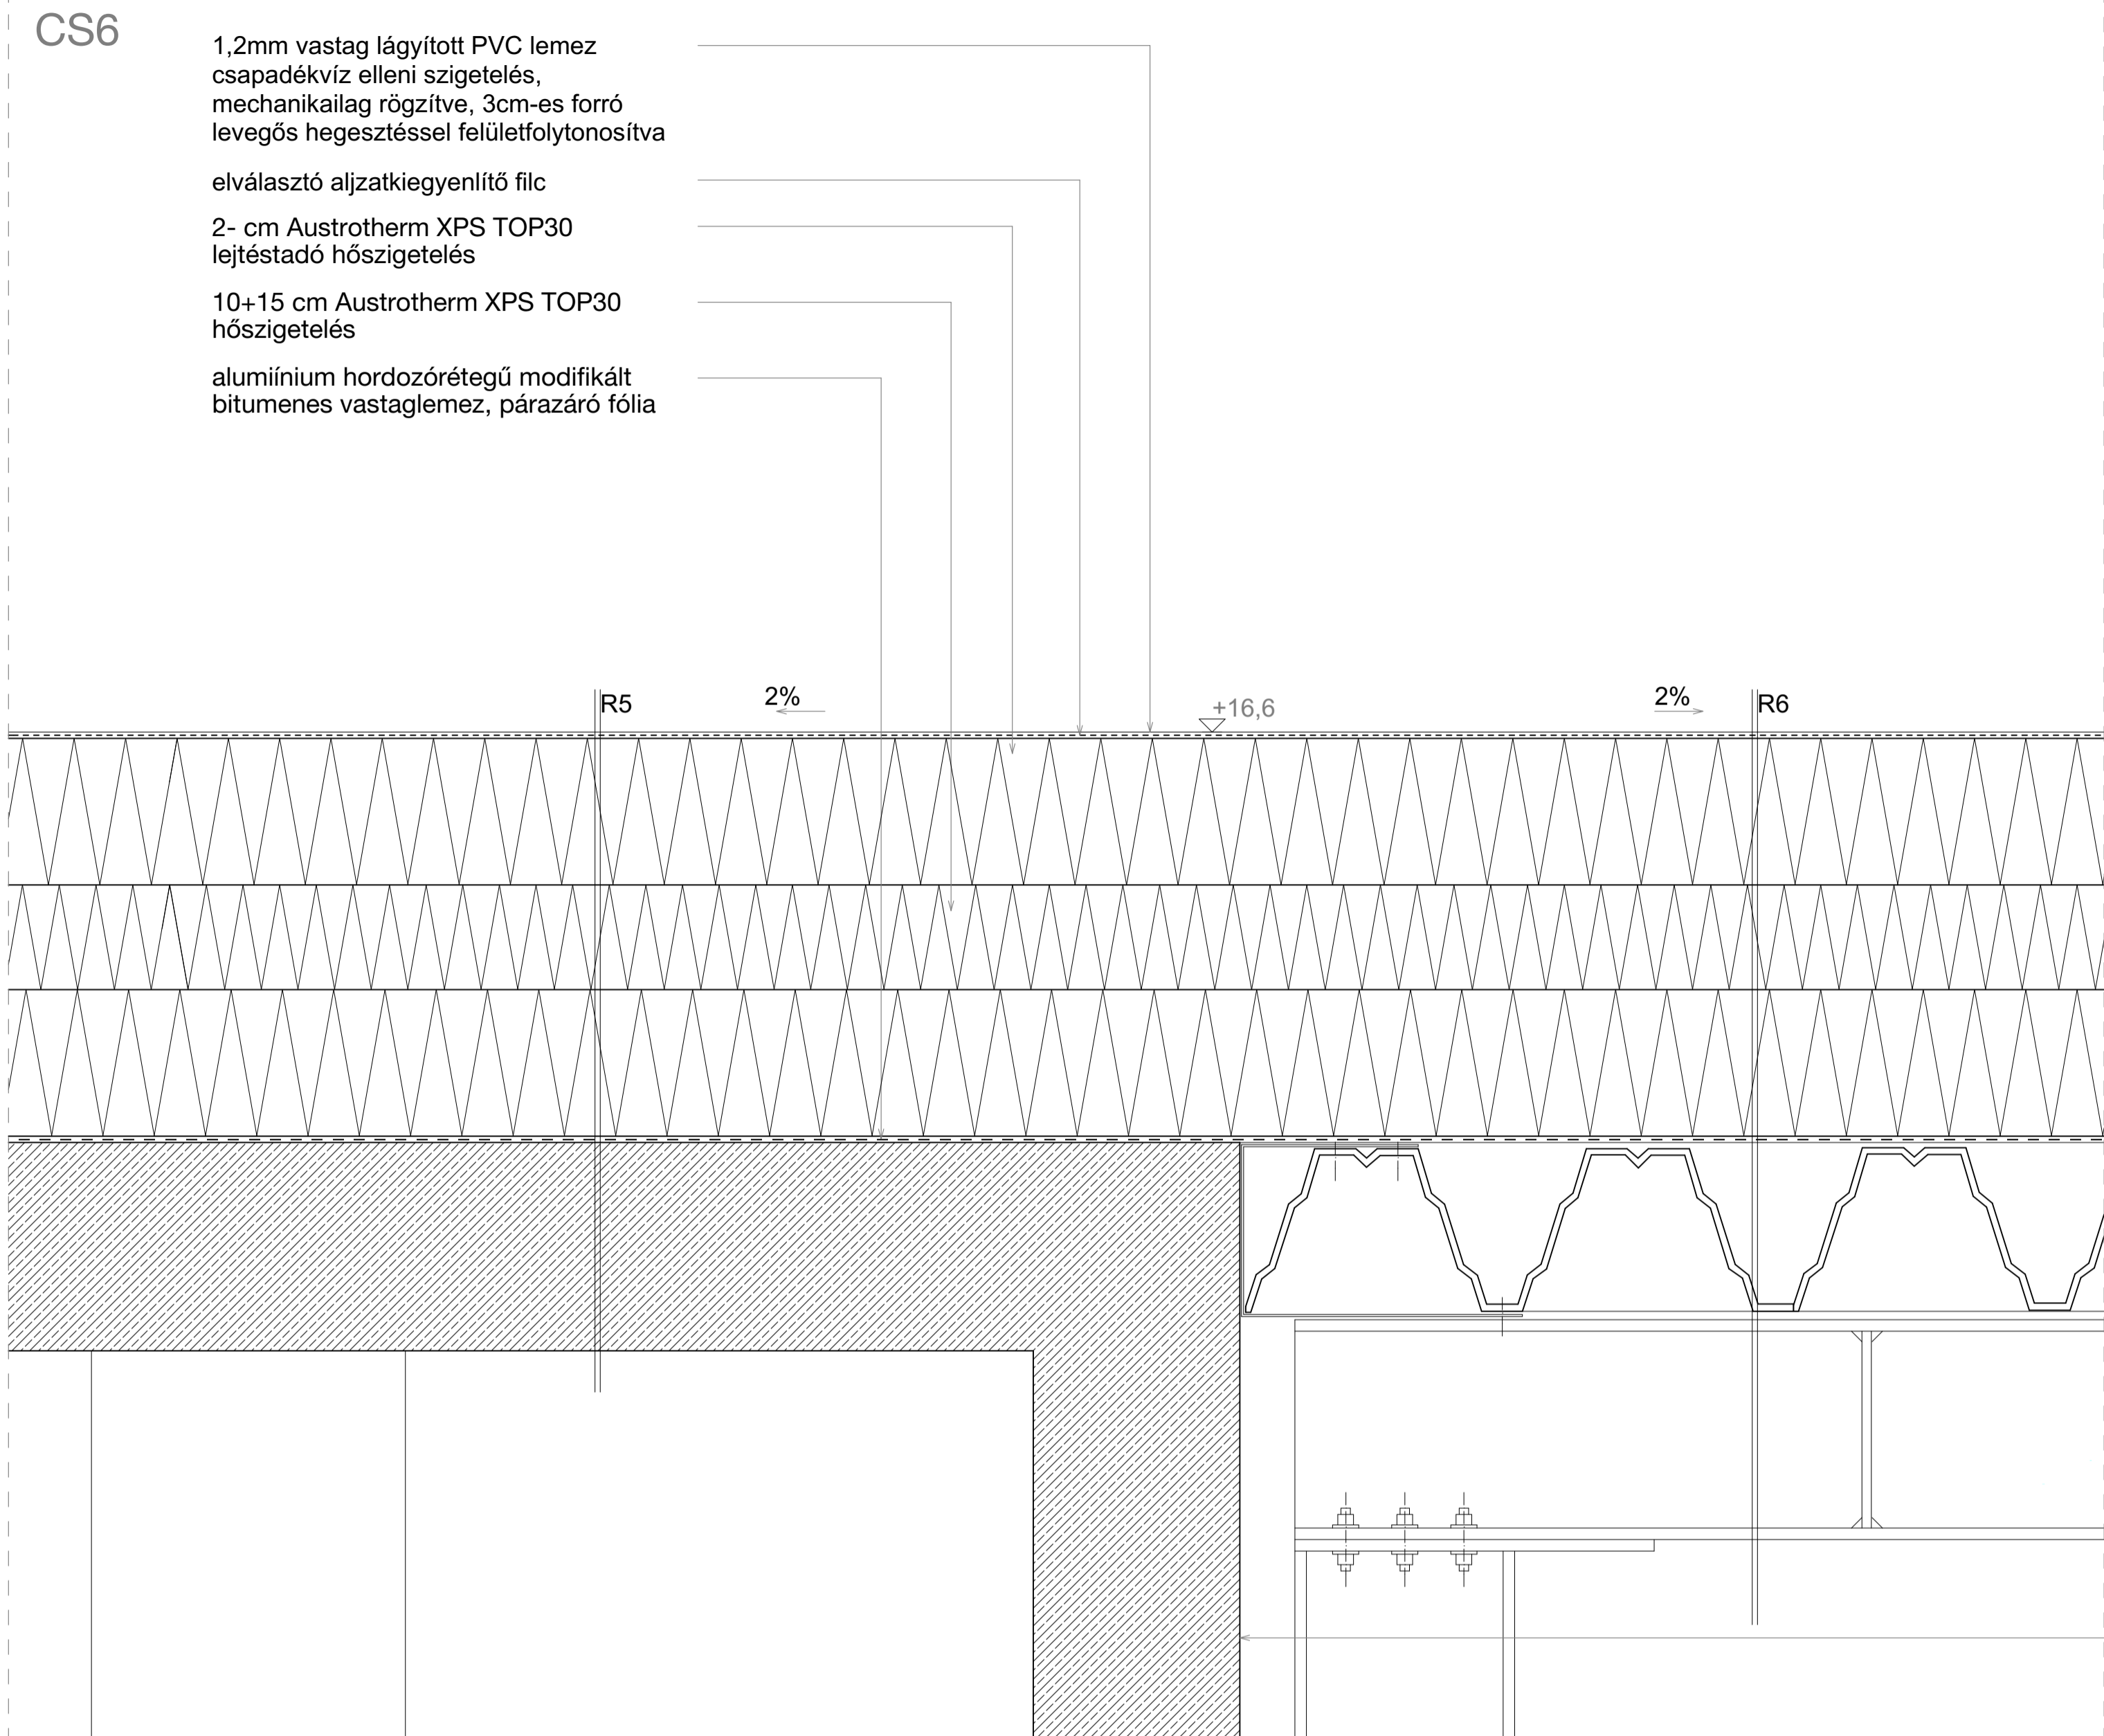 CS6
1,2mm vastag lágyított PVC lemez
csapadékvíz elleni szigetelés,
mechanikailag rögzítve, 3cm-es forró
levegős hegesztéssel felületfolytonosítva
elválasztó aljzatkiegyenlítő filc
2- cm Austrotherm XPS TOP30
lejtéstadó hőszigetelés
10+15 cm Austrotherm XPS TOP30
hőszigetelés
alumiínium hordozórétegű modifikált
bitumenes vastaglemez, párazáró fólia
R5
2%
+16,6
2%
R6